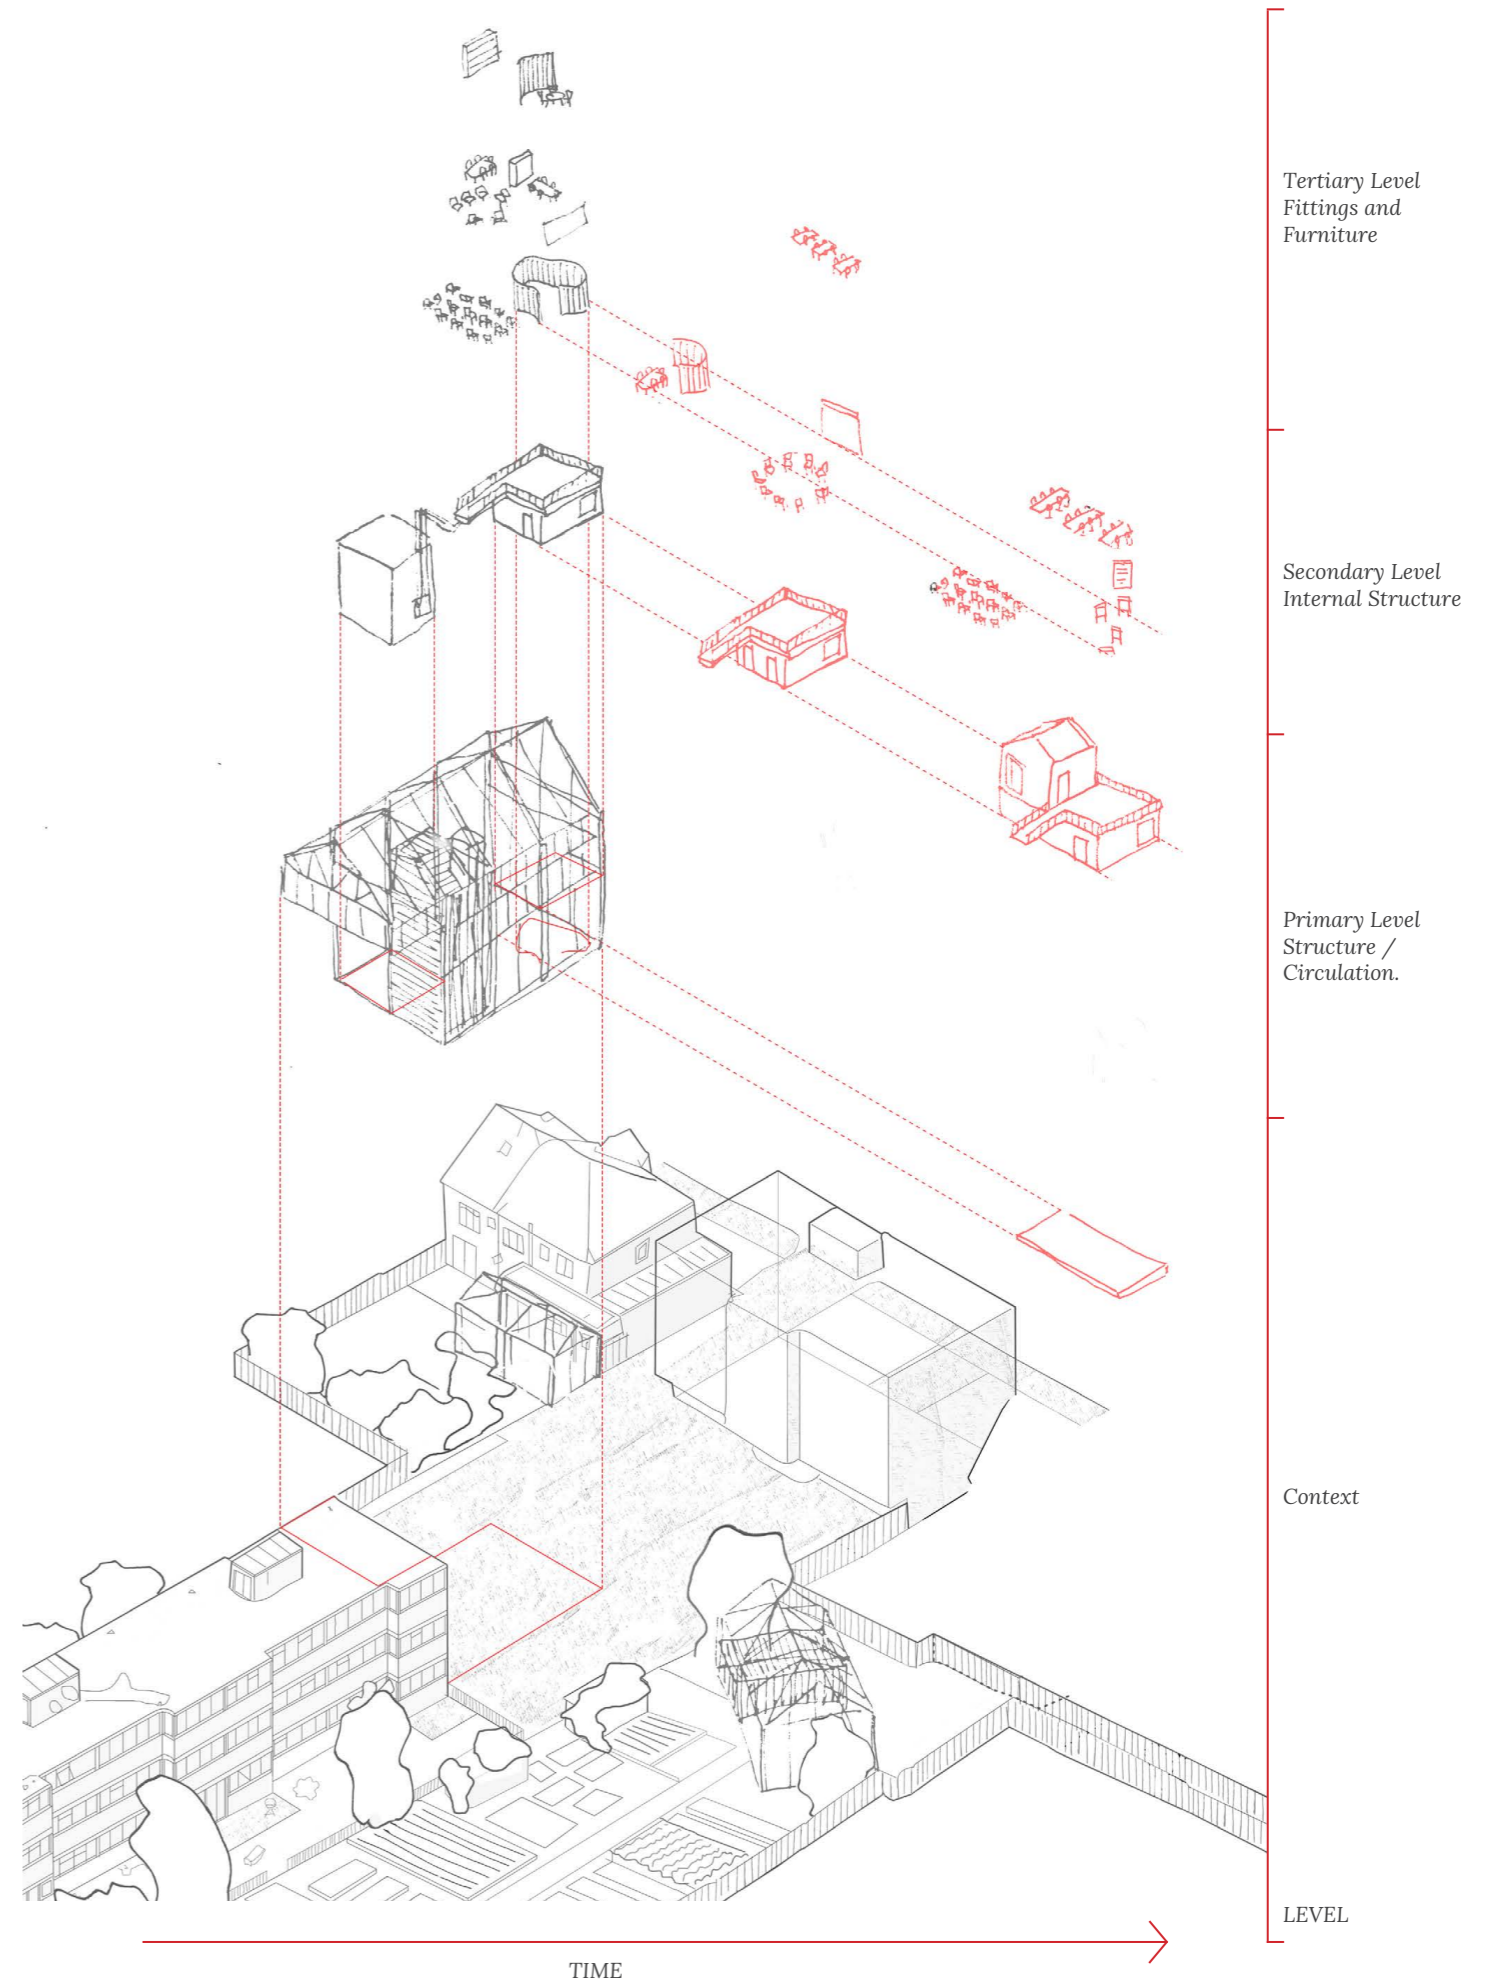 Tertiary Level
Fittings and
Furniture
Secondary Level
Internal Structure
Primary Level
Structure /
Circulation.
Context
LEVEL
TIME